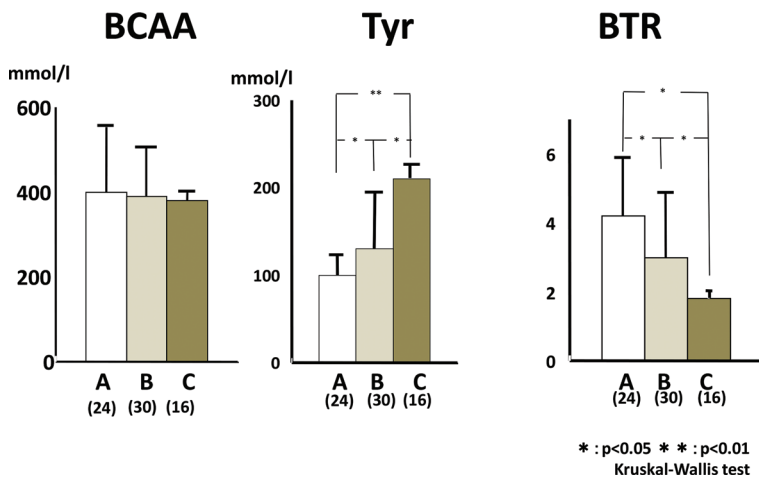 BCAA
mmol/l
600
400
200
0
A B C
(24) (30) (16)
Tyr
mmol/l
300
200
100
0
**
* *
A B C
(24) (30) (16)
BTR
6
4
2
0
*
* *
A B C
(24) (30) (16)
* : p<0.05 * * : p<0.01
Kruskal-Wallis test